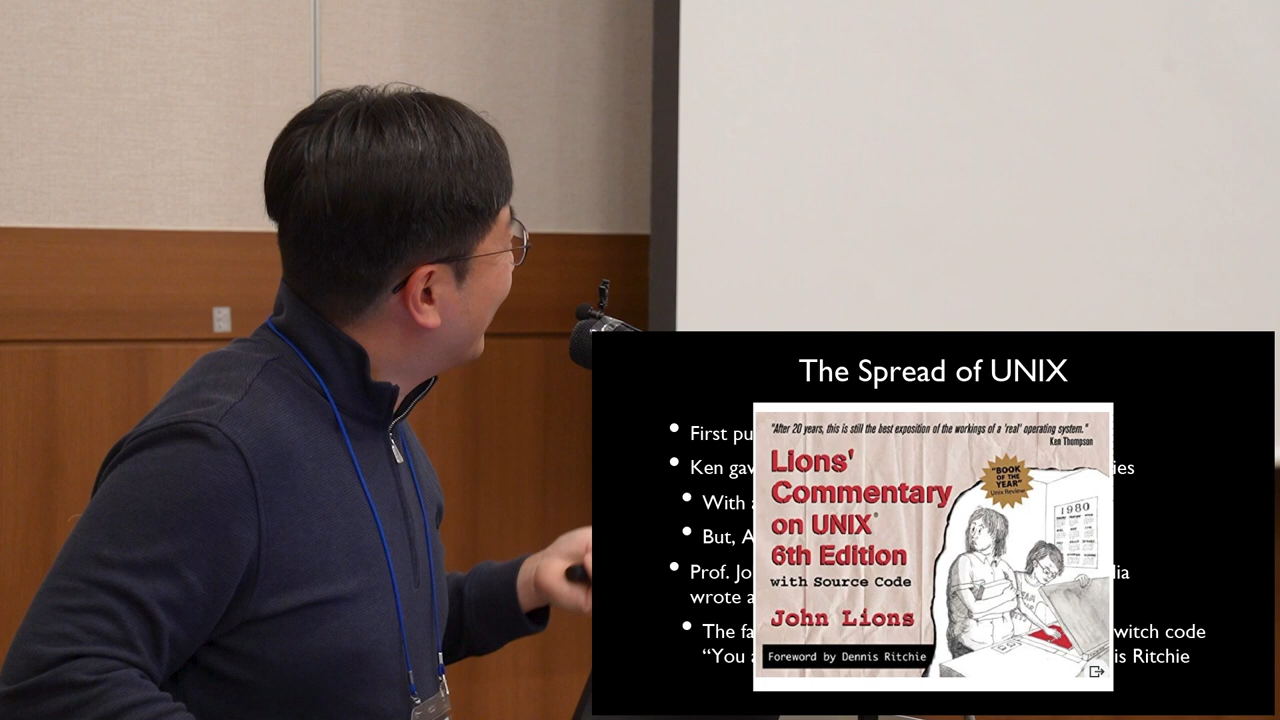 The Spread of UNIX
• First pu
• Ken gav ies
• With a
• But, A
• Prof. Jo lia
wrote a
• The fa witch code
“You a is Ritchie
"After 20 years, this is still the best exposition of the workings of a 'real' operating system."
Ken Thompson
Lions'
Commentary
on UNIX®
6th Edition
with Source Code
John Lions
Foreword by Dennis Ritchie
"BOOK
OF THE
YEAR"
Unix Review
1980